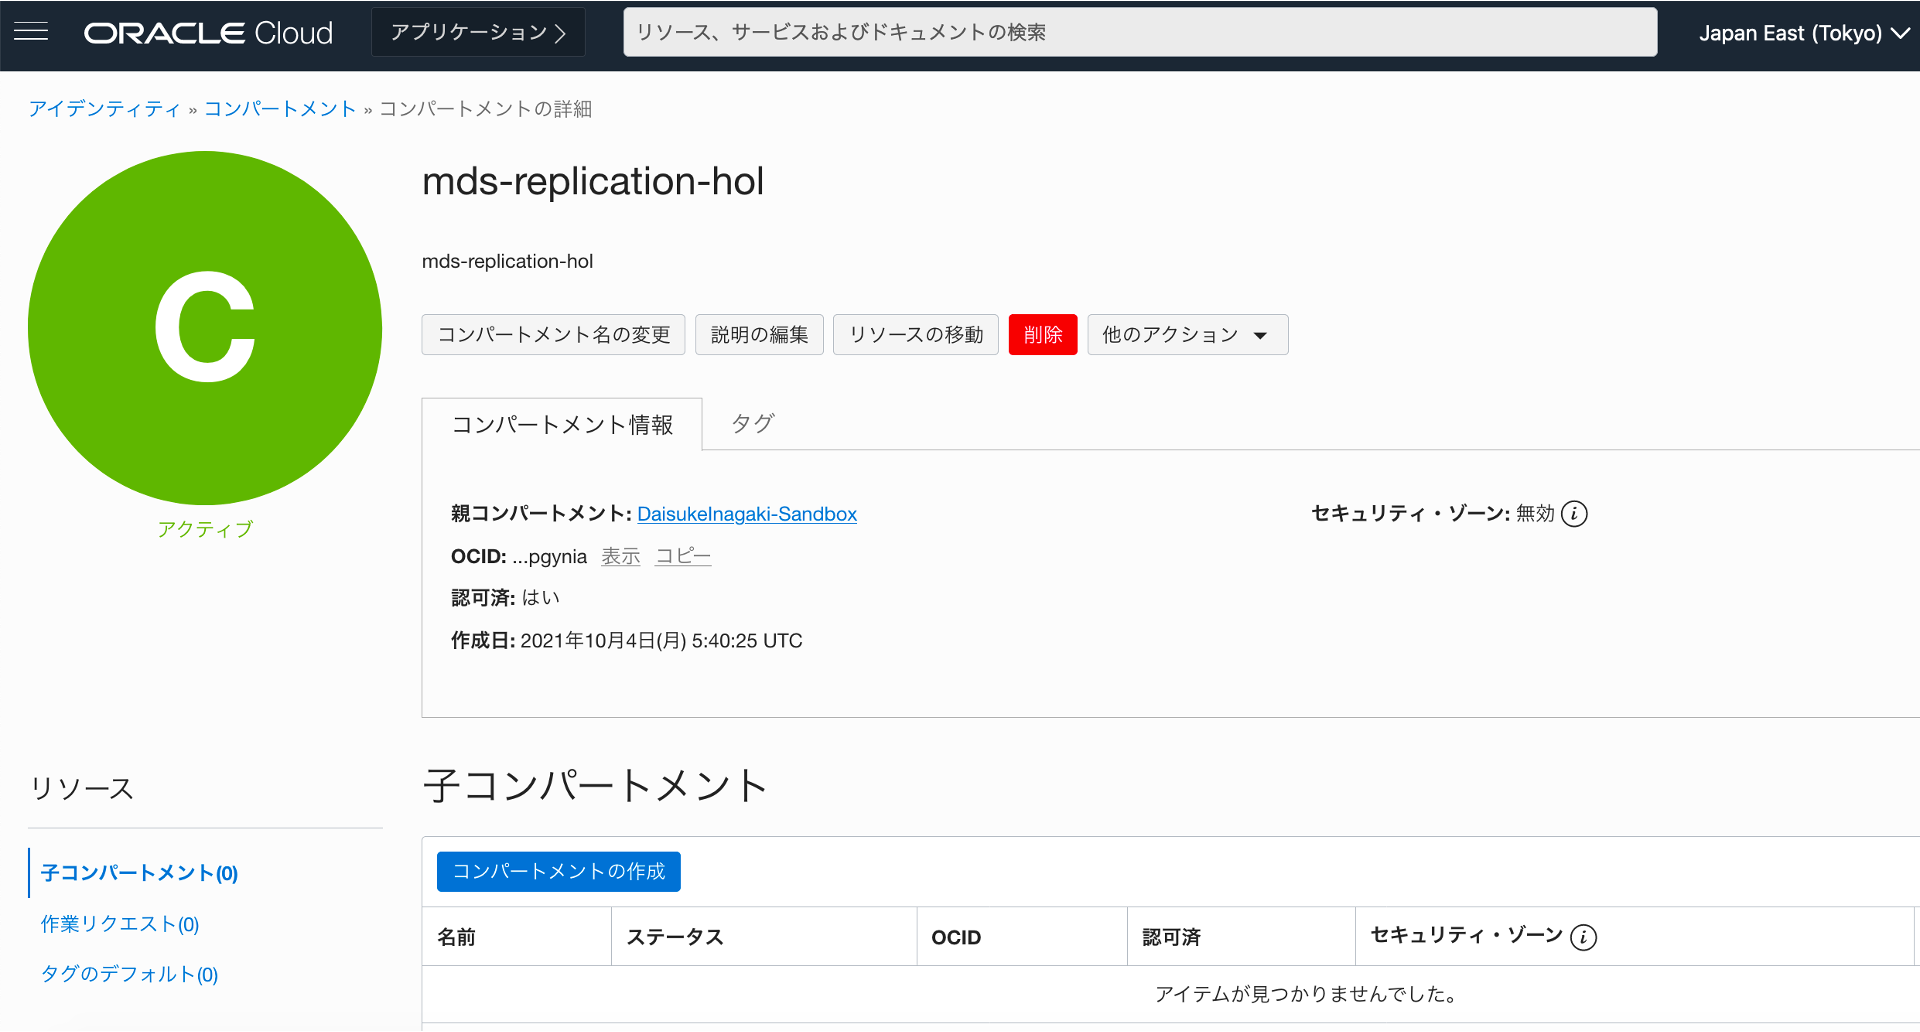 ORACLE Cloud
アプリケーション
リソース、サービスおよびドキュメントの検索
Japan East (Tokyo)
アイデンティティ » コンパートメント » コンパートメントの詳細
C
アクティブ
mds-replication-hol
mds-replication-hol
コンパートメント名の変更 説明の編集 リソースの移動 削除 他のアクション
コンパートメント情報 タグ
親コンパートメント: DaisukeInagaki-Sandbox
OCID: ...pgynia 表示 コピー
認可済: はい
作成日: 2021年10月4日(月) 5:40:25 UTC
セキュリティ・ゾーン: 無効 i
リソース
子コンパートメント(0)
作業リクエスト(0)
タグのデフォルト(0)
子コンパートメント
コンパートメントの作成
名前 ステータス OCID 認可済 セキュリティ・ゾーン i
アイテムが見つかりませんでした。